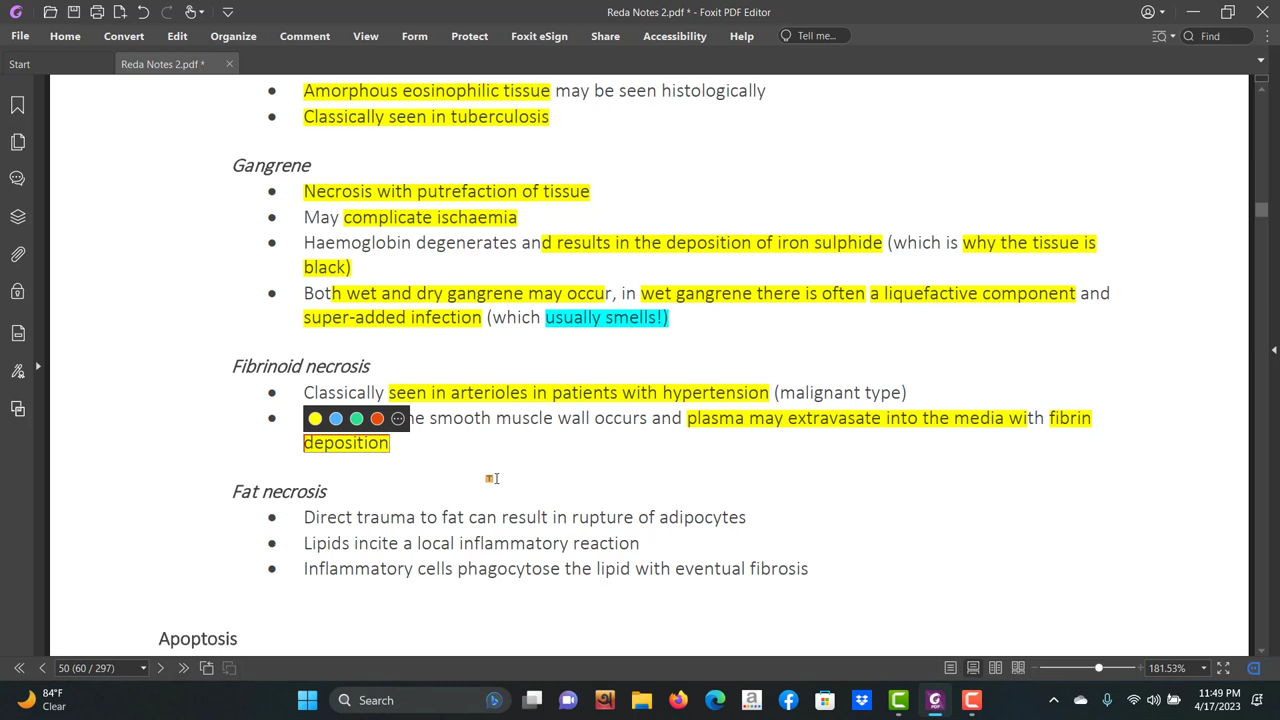 Reda Notes 2.pdf * - Foxit PDF Editor
File Home Convert Edit Organize Comment View Form Protect Foxit eSign Share Accessibility Help Tell me... Find
Start Reda Notes 2.pdf *
• Amorphous eosinophilic tissue may be seen histologically
• Classically seen in tuberculosis
Gangrene
• Necrosis with putrefaction of tissue
• May complicate ischaemia
• Haemoglobin degenerates and results in the deposition of iron sulphide (which is why the tissue is
black)
• Both wet and dry gangrene may occur, in wet gangrene there is often a liquefactive component and
super-added infection (which usually smells!)
Fibrinoid necrosis
• Classically seen in arterioles in patients with hypertension (malignant type)
• smooth muscle wall occurs and plasma may extravasate into the media with fibrin
deposition
Fat necrosis
• Direct trauma to fat can result in rupture of adipocytes
• Lipids incite a local inflammatory reaction
• Inflammatory cells phagocytose the lipid with eventual fibrosis
Apoptosis
50 (60 / 297) 181.53%
84°F
Clear
Search
11:49 PM
4/17/2023